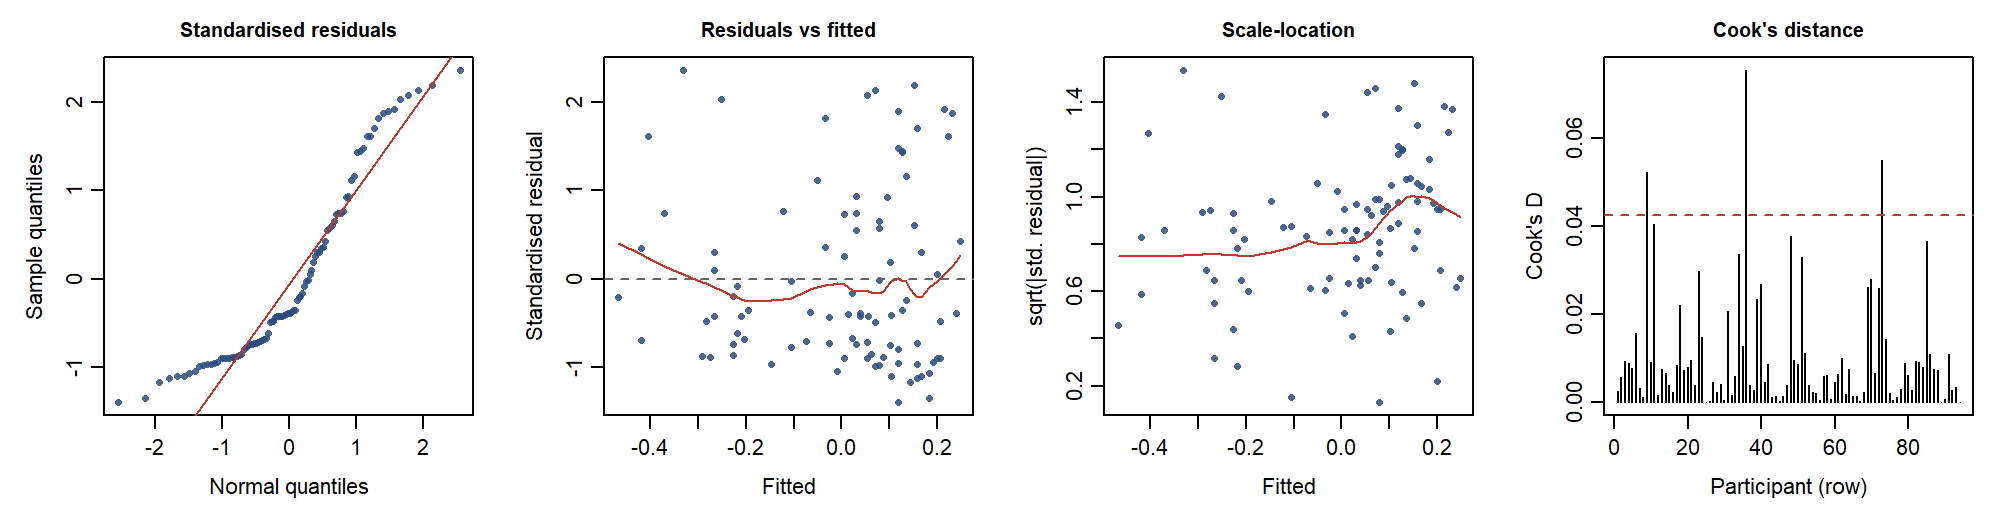 Standardised residuals
Sample quantiles
2
1
0
-1
-2 -1 0 1 2
Normal quantiles
Residuals vs fitted
Standardised residual
2
1
0
-1
-0.4 -0.2 0.0 0.2
Fitted
Scale-location
sqrt(|std. residual|)
1.4
1.0
0.6
0.2
-0.4 -0.2 0.0 0.2
Fitted
Cook's distance
Cook's D
0.06
0.04
0.02
0.00
0 20 40 60 80
Participant (row)